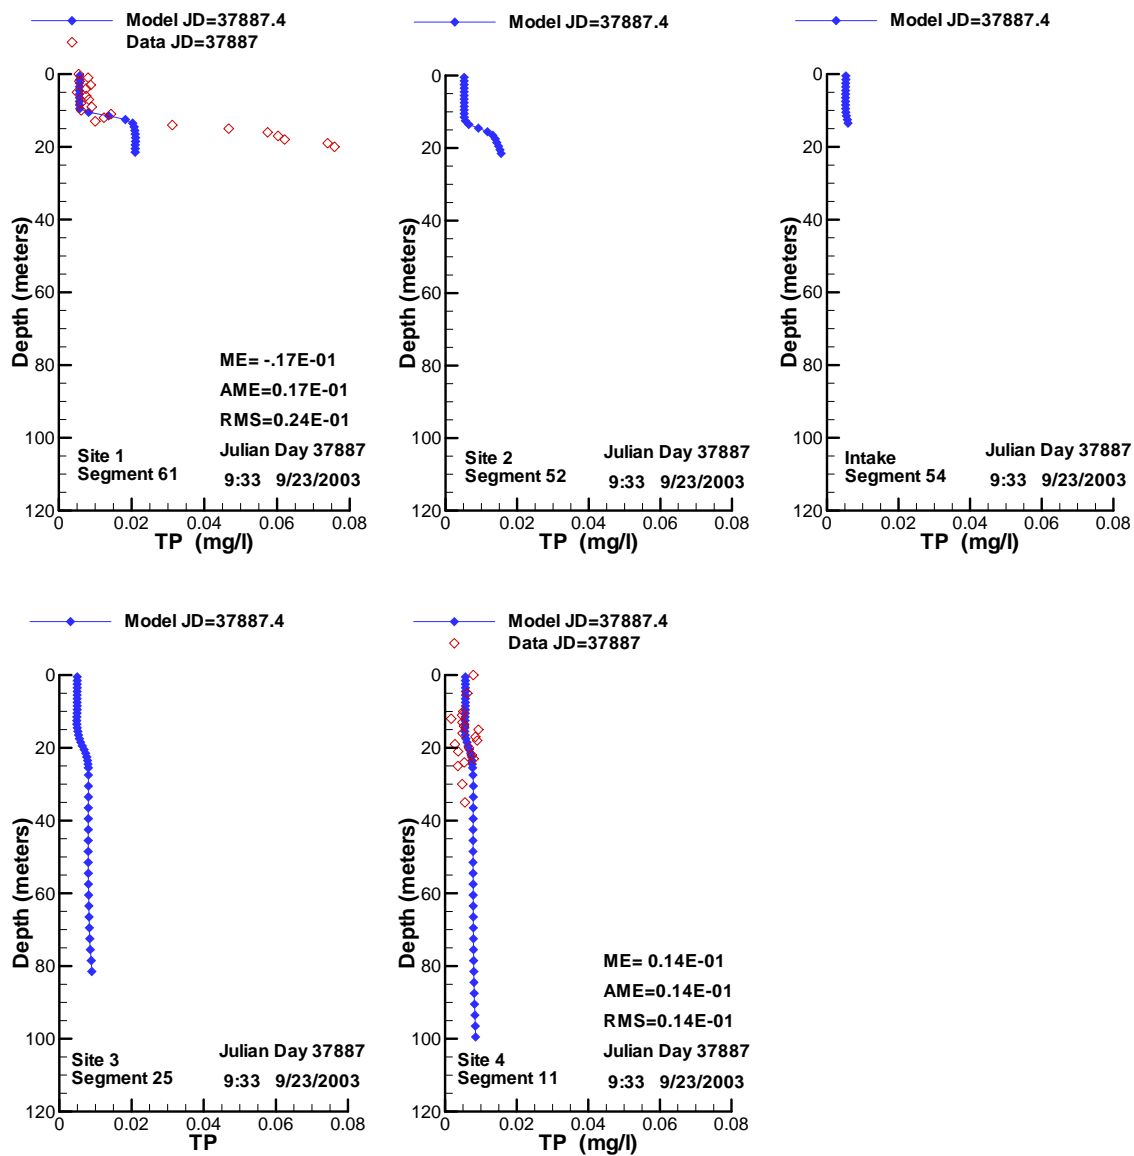 Model JD=37887.4
Data JD=37887
0
20
40
60
80
100
120
Depth (meters)
ME= -.17E-01
AME=0.17E-01
RMS=0.24E-01
Site 1
Segment 61
Julian Day 37887
9:33 9/23/2003
0 0.02 0.04 0.06 0.08
TP (mg/l)
Model JD=37887.4
0
20
40
60
80
100
120
Depth (meters)
Site 2
Segment 52
Julian Day 37887
9:33 9/23/2003
0 0.02 0.04 0.06 0.08
TP (mg/l)
Model JD=37887.4
0
20
40
60
80
100
120
Depth (meters)
Intake
Segment 54
Julian Day 37887
9:33 9/23/2003
0 0.02 0.04 0.06 0.08
TP (mg/l)
Model JD=37887.4
0
20
40
60
80
100
120
Depth (meters)
Site 3
Segment 25
Julian Day 37887
9:33 9/23/2003
0 0.02 0.04 0.06 0.08
TP
Model JD=37887.4
Data JD=37887
0
20
40
60
80
100
120
Depth (meters)
ME= 0.14E-01
AME=0.14E-01
RMS=0.14E-01
Site 4
Segment 11
Julian Day 37887
9:33 9/23/2003
0 0.02 0.04 0.06 0.08
TP (mg/l)